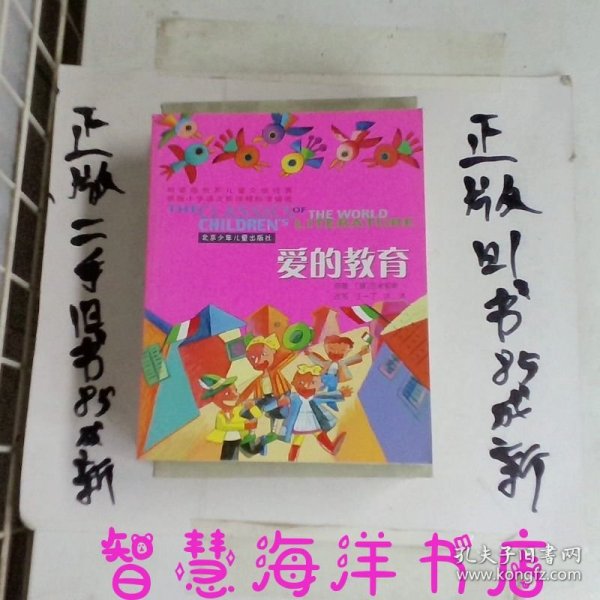 正版二手旧书85成新
正版旧书85成新
THE
OF
THE WORLD
CHILDREN'S
LITERATURE
北京少年儿童出版社
爱的教育
智慧海洋书店
孔夫子旧书网
www.kongfz.com